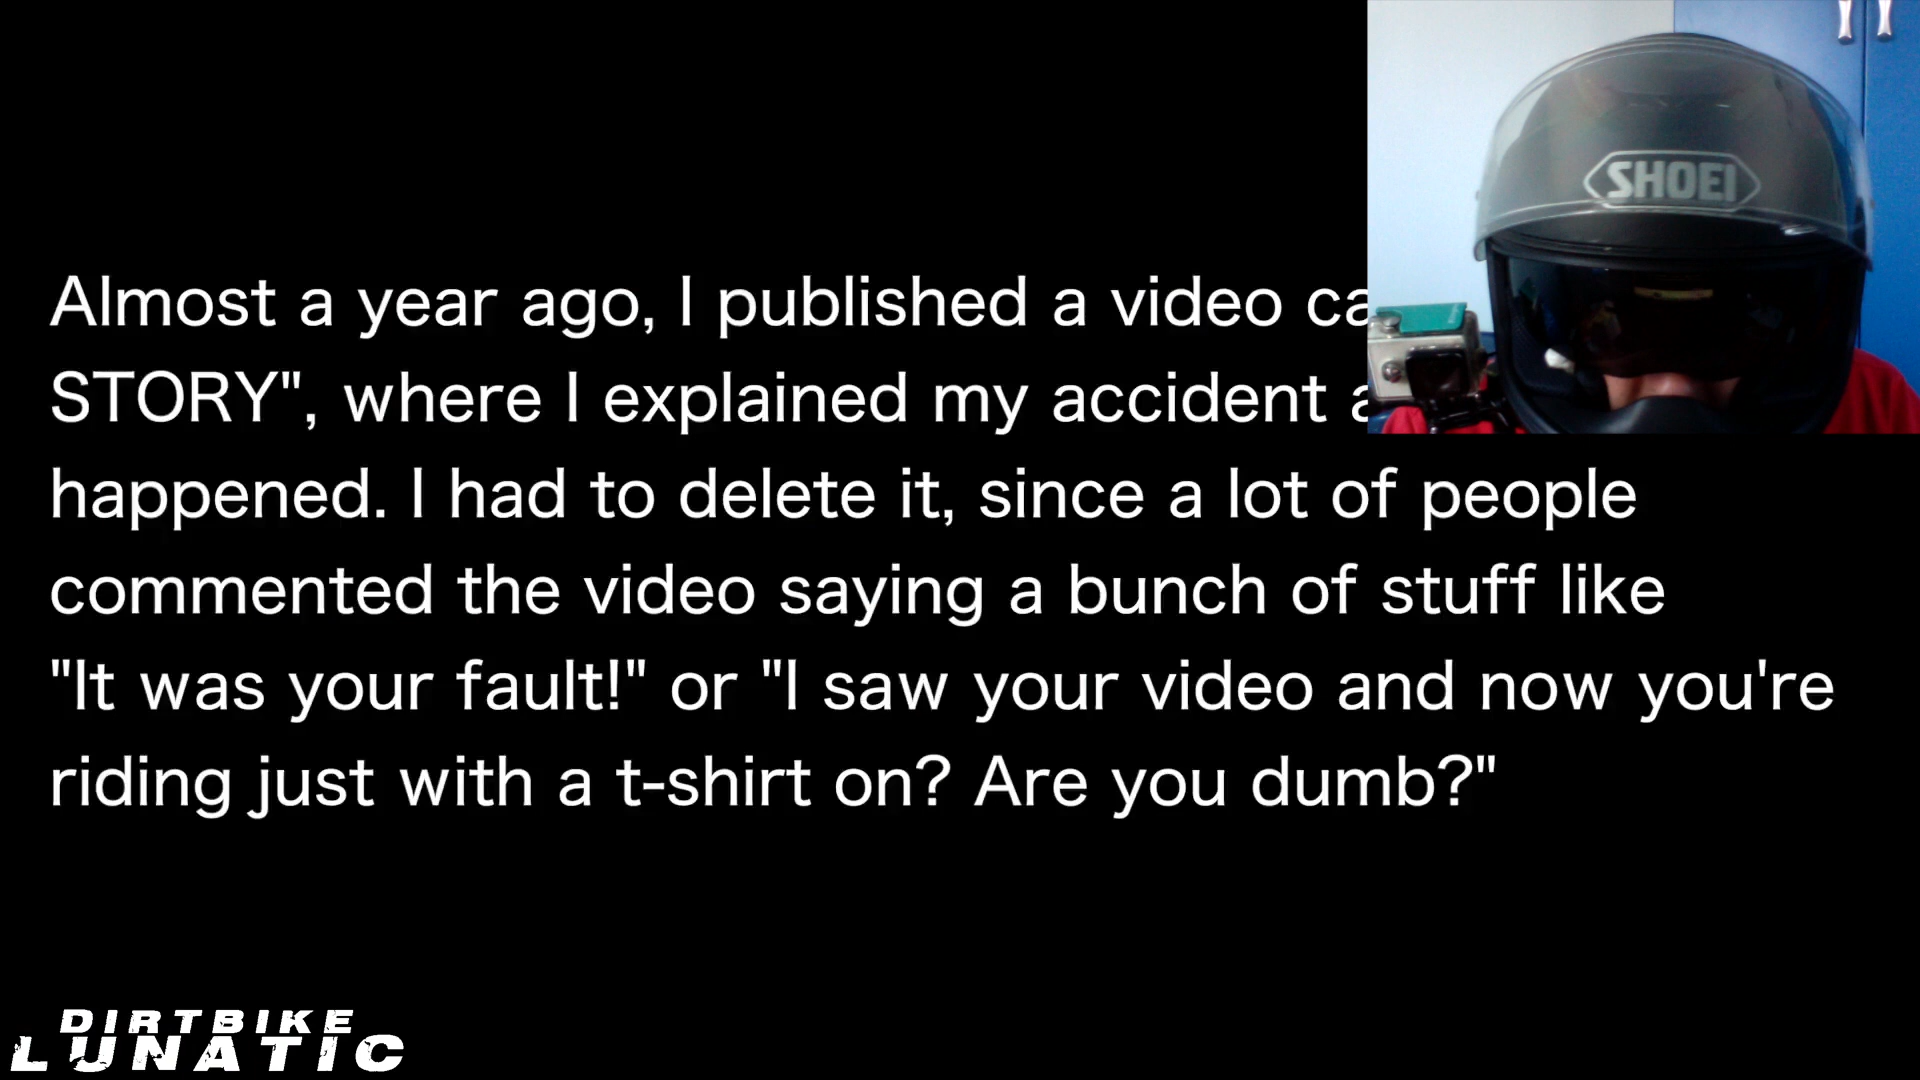 SHOEI
Almost a year ago, I published a video
STORY", where I explained my accident
happened. I had to delete it, since a lot of people
commented the video saying a bunch of stuff like
"It was your fault!" or "I saw your video and now you're
riding just with a t-shirt on? Are you dumb?"
DIRTBIKE
LUNATIC